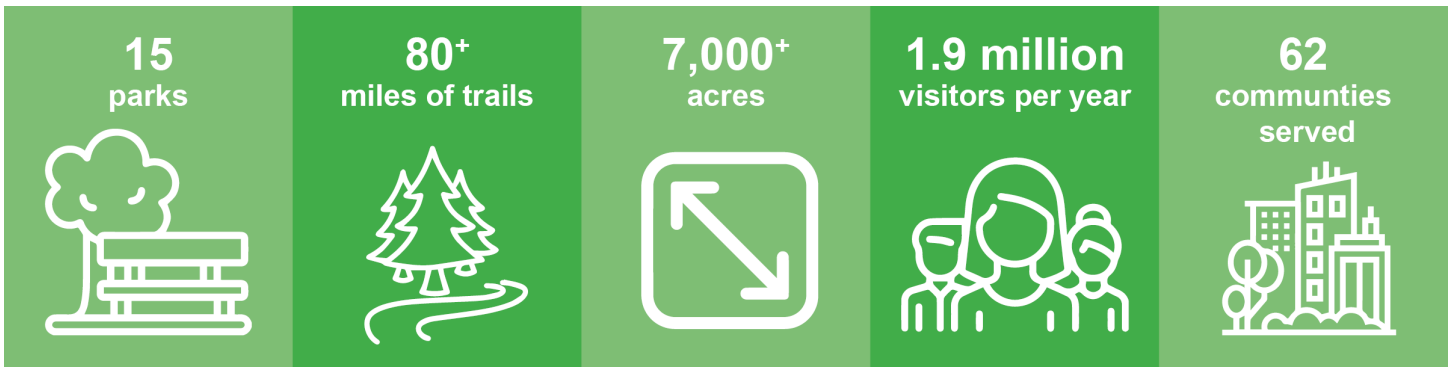 15
parks
80+
miles of trails
7,000+
acres
1.9 million
visitors per year
62
communties
served